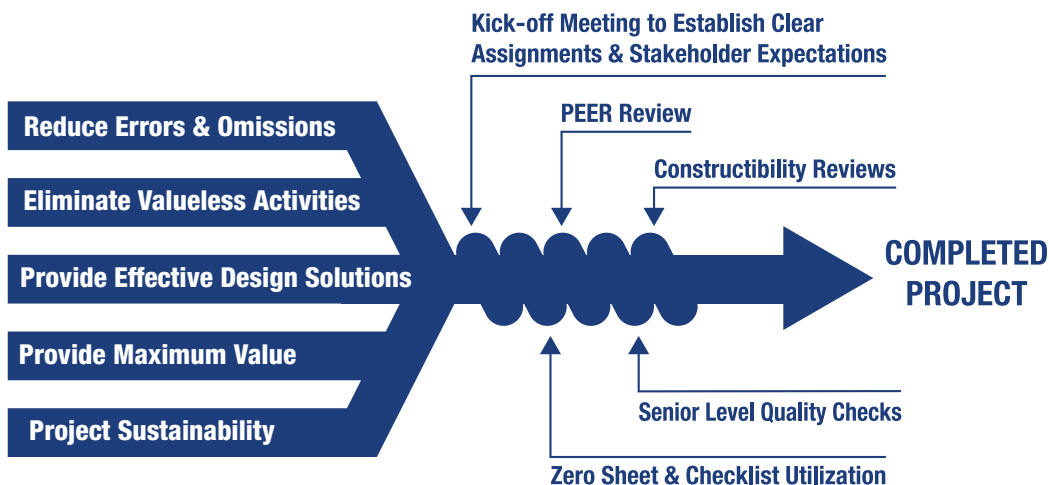 Kick-off Meeting to Establish Clear
Assignments & Stakeholder Expectations
PEER Review
Constructibility Reviews
Reduce Errors & Omissions
Eliminate Valueless Activities
Provide Effective Design Solutions
Provide Maximum Value
Project Sustainability
COMPLETED
PROJECT
Senior Level Quality Checks
Zero Sheet & Checklist Utilization